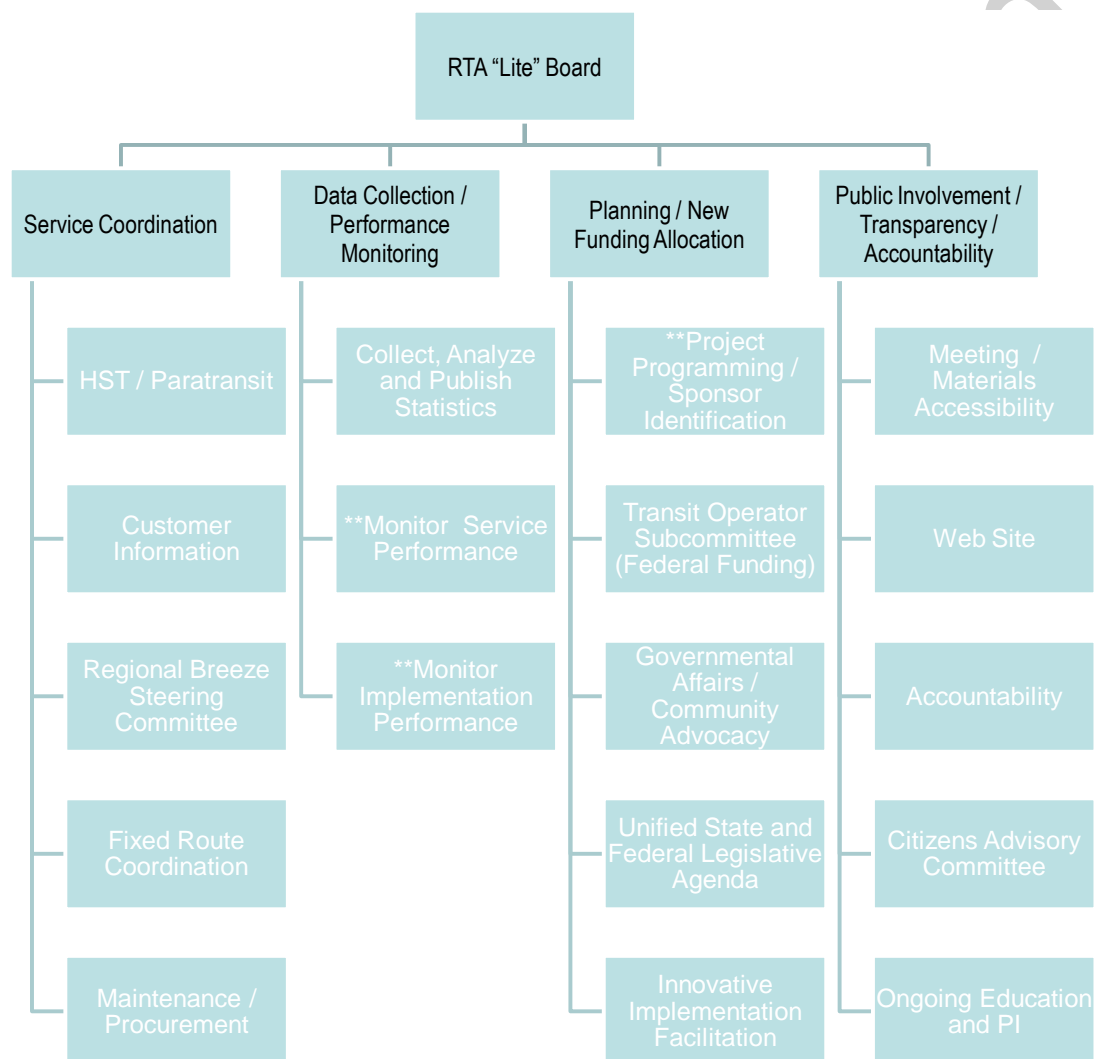 RTA “Lite” Board
Service Coordination
Data Collection /
Performance
Monitoring
Planning / New
Funding Allocation
Public Involvement /
Transparency /
Accountability
HST / Paratransit
Customer
Information
Regional Breeze
Steering
Committee
Fixed Route
Coordination
Maintenance /
Procurement
Collect, Analyze
and Publish
Statistics
**Monitor Service
Performance
**Monitor
Implementation
Performance
**Project
Programming /
Sponsor
Identification
Transit Operator
Subcommittee
(Federal Funding)
Governmental
Affairs /
Community
Advocacy
Unified State and
Federal Legislative
Agenda
Innovative
Implementation
Facilitation
Meeting / 
Materials
Accessibility
Web Site
Accountability
Citizens Advisory
Committee
Ongoing Education
and PI